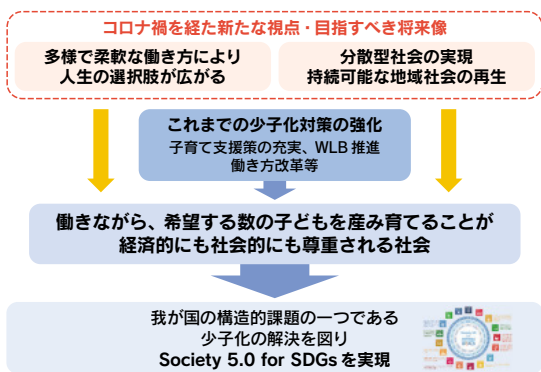 コロナ禍を経た新たな視点・目指すべき将来像
多様で柔軟な働き方により
人生の選択肢が広がる
分散型社会の実現
持続可能な地域社会の再生
これまでの少子化対策の強化
子育て支援策の充実、WLB 推進
働き方改革等
働きながら、希望する数の子どもを産み育てることが
経済的にも社会的にも尊重される社会
我が国の構造的課題の一つである
少子化の解決を図り
Society 5.0 for SDGsを実現